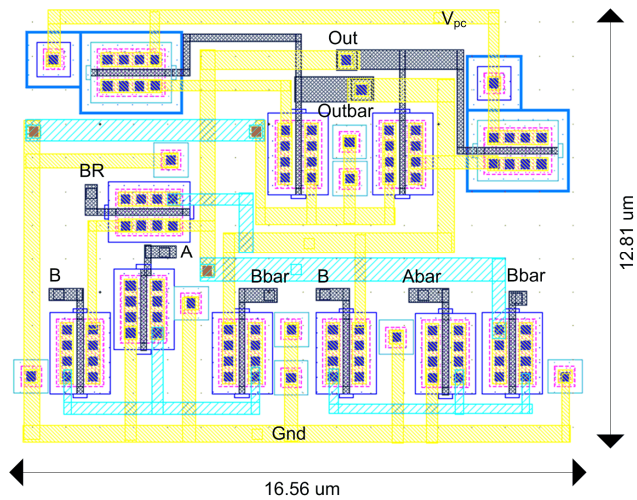 Vpc
Out
Outbar
BR
A
B
Bbar
B
Abar
Bbar
Gnd
12.81 um
16.56 um